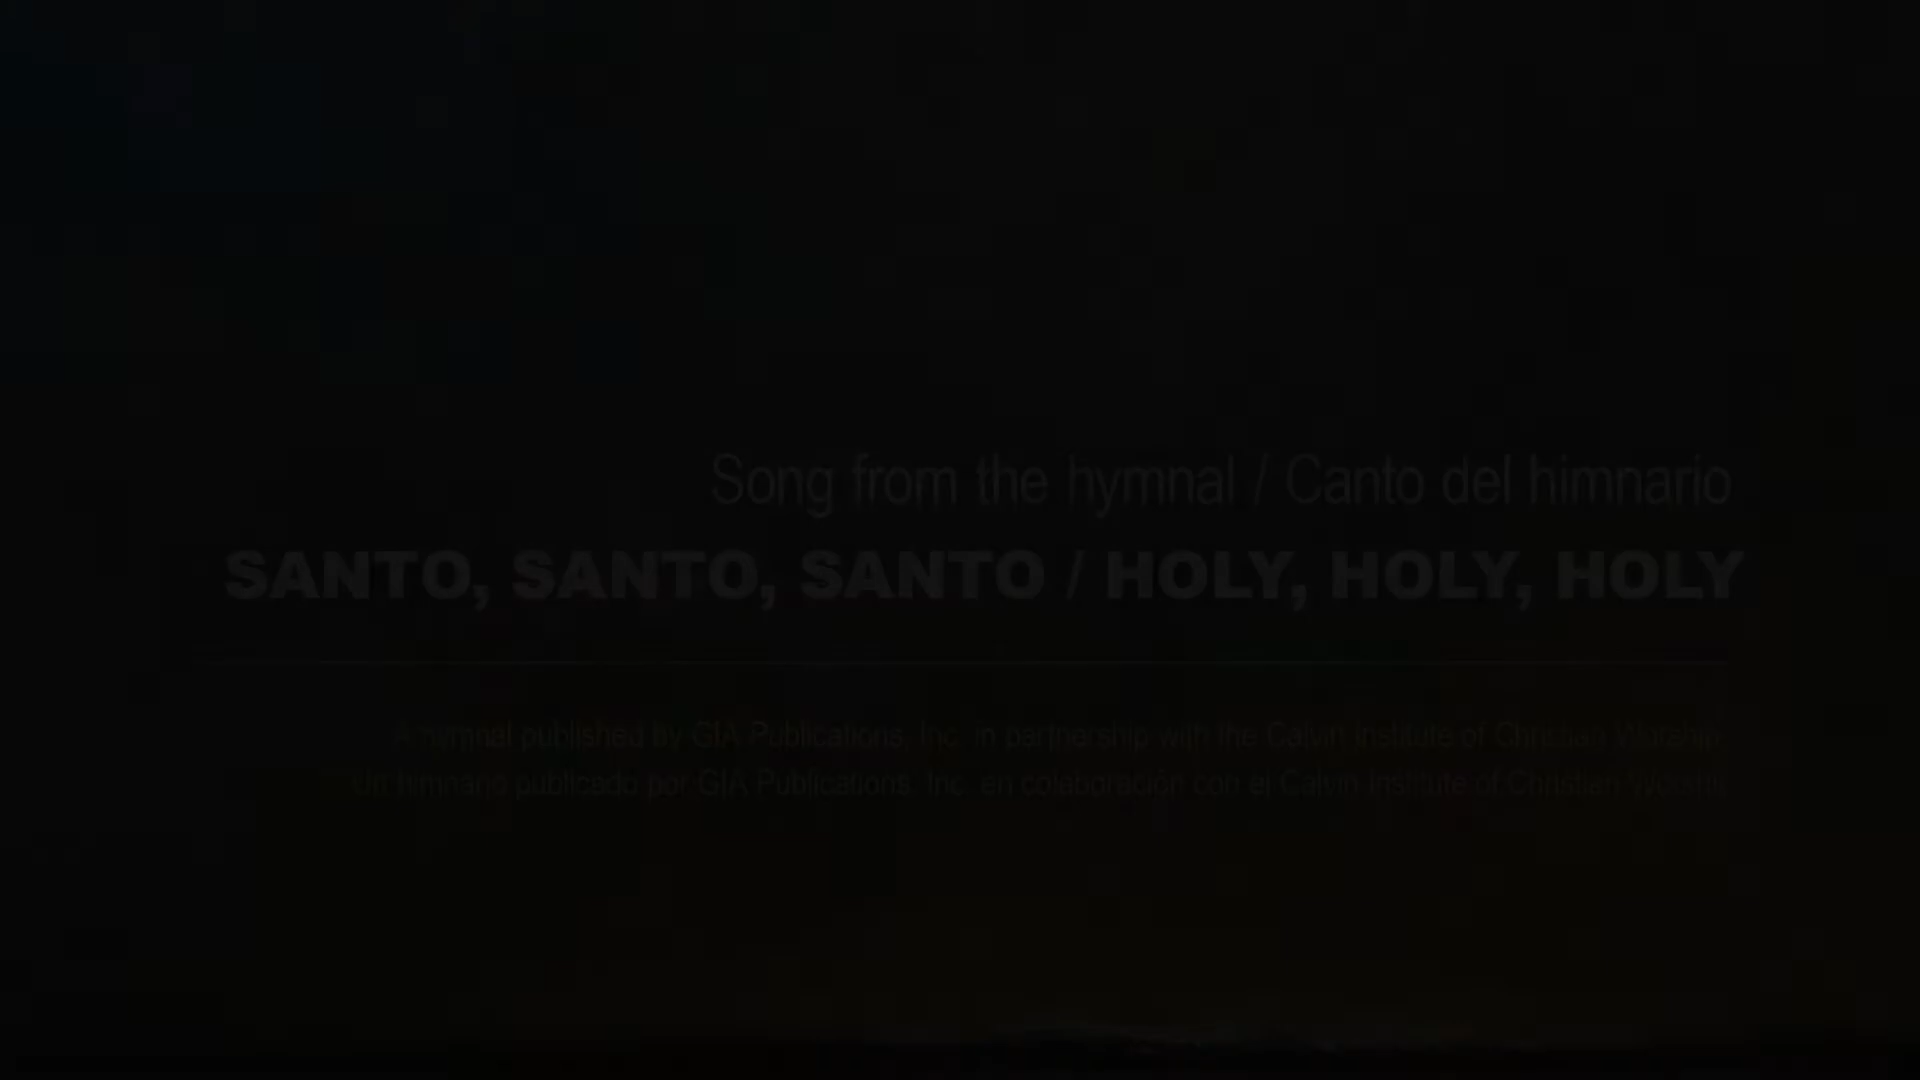 Song from the hymnal / Canto del himnario
SANTO, SANTO, SANTO / HOLY, HOLY, HOLY
A hymnal published by GIA Publications, Inc. in partnership with the Calvin Institute of Christian Worship.
Un himnario publicado por GIA Publications, Inc. en colaboración con el Calvin Institute of Christian Worship.